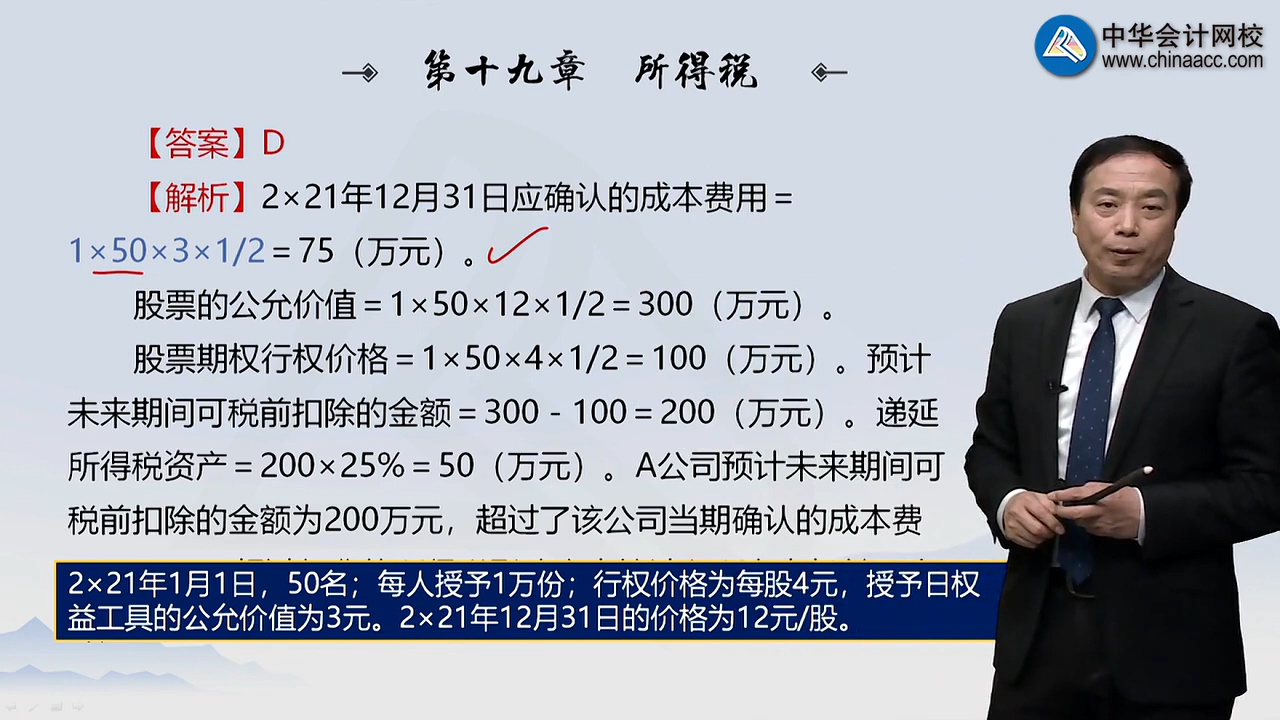 中华会计网校
www.chinaacc.com
第十九章 所得税
【答案】D
【解析】2×21年12月31日应确认的成本费用＝
1×50×3×1/2＝75（万元）。
股票的公允价值＝1×50×12×1/2＝300（万元）。
股票期权行权价格＝1×50×4×1/2＝100（万元）。预计
未来期间可税前扣除的金额＝300－100＝200（万元）。递延
所得税资产＝200×25%＝50（万元）。A公司预计未来期间可
税前扣除的金额为200万元，超过了该公司当期确认的成本费
2×21年1月1日，50名；每人授予1万份；行权价格为每股4元，授予日权
益工具的公允价值为3元。2×21年12月31日的价格为12元/股。